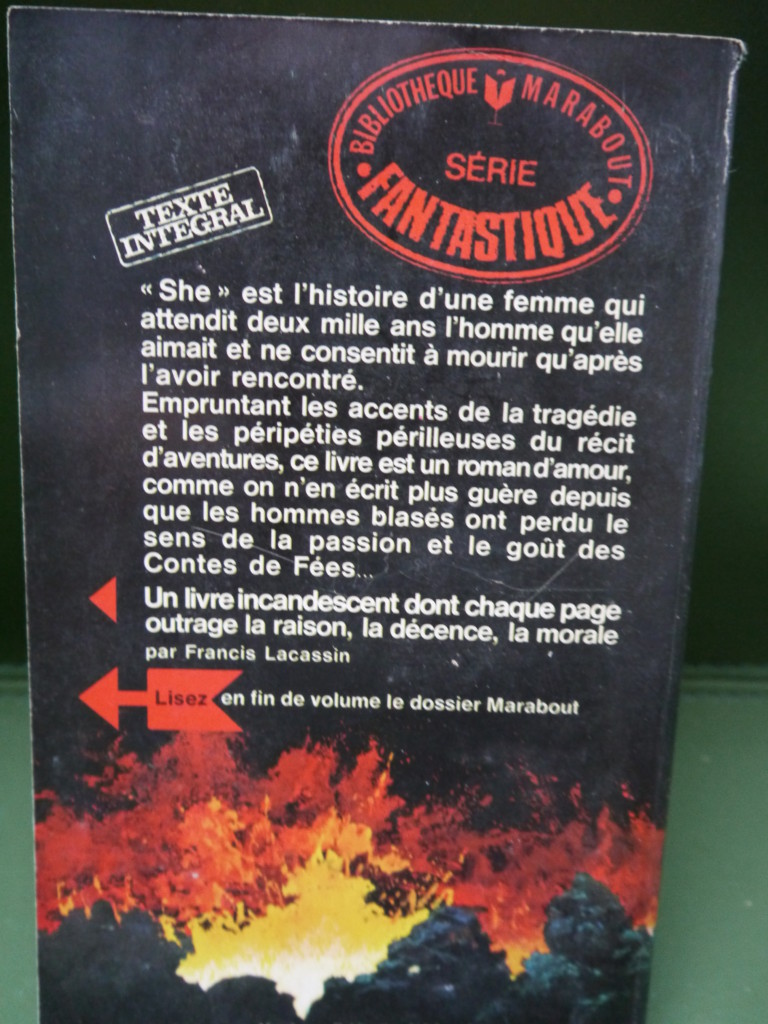 BIBLIOTHEQUE MARABOUT
SÉRIE
FANTASTIQUE
TEXTE
INTEGRAL
« She » est l'histoire d'une femme qui
attendit deux mille ans l'homme qu'elle
aimait et ne consentit à mourir qu'après
l'avoir rencontré.
Empruntant les accents de la tragédie
et les péripéties périlleuses du récit
d'aventures, ce livre est un roman d'amour,
comme on n'en écrit plus guère depuis
que les hommes blasés ont perdu le
sens de la passion et le goût des
Contes de Fées...
Un livre incandescent dont chaque page
outrage la raison, la décence, la morale
par Francis Lacassin
Lisez en fin de volume le dossier Marabout